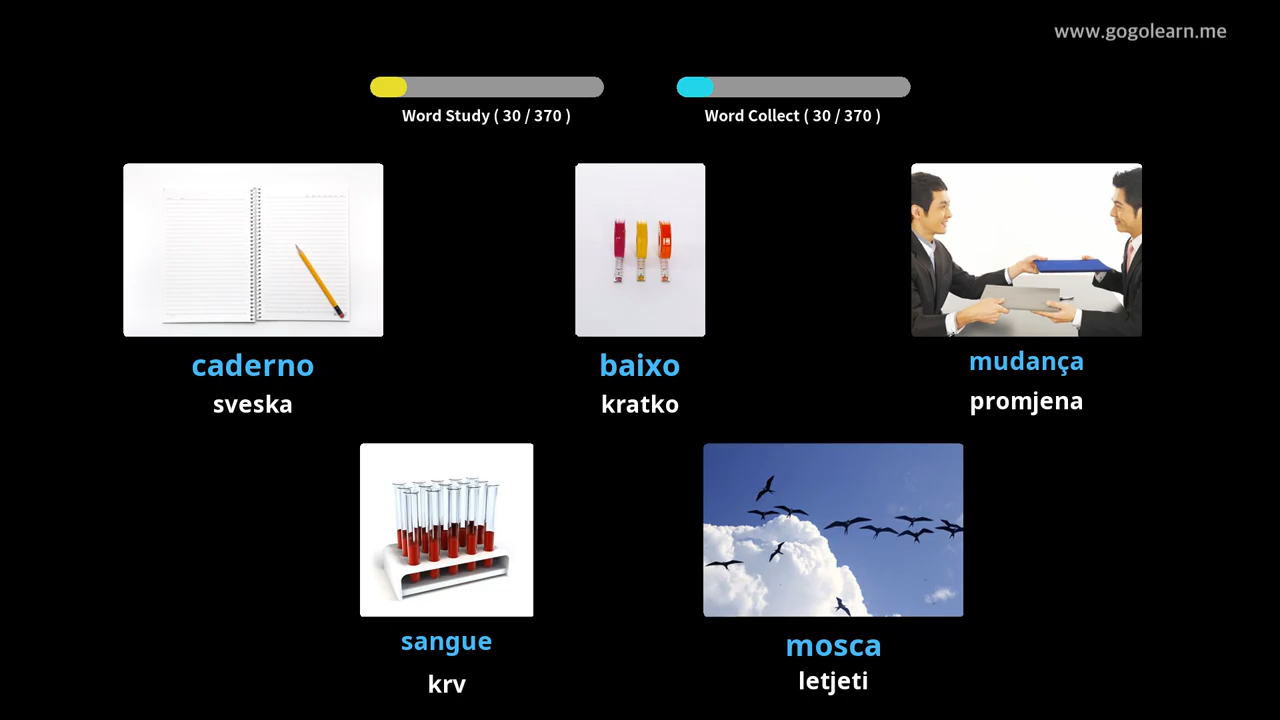 www.gogolearn.me
Word Study ( 30 / 370 )
Word Collect ( 30 / 370 )
caderno
sveska
baixo
kratko
mudança
promjena
sangue
krv
mosca
letjeti